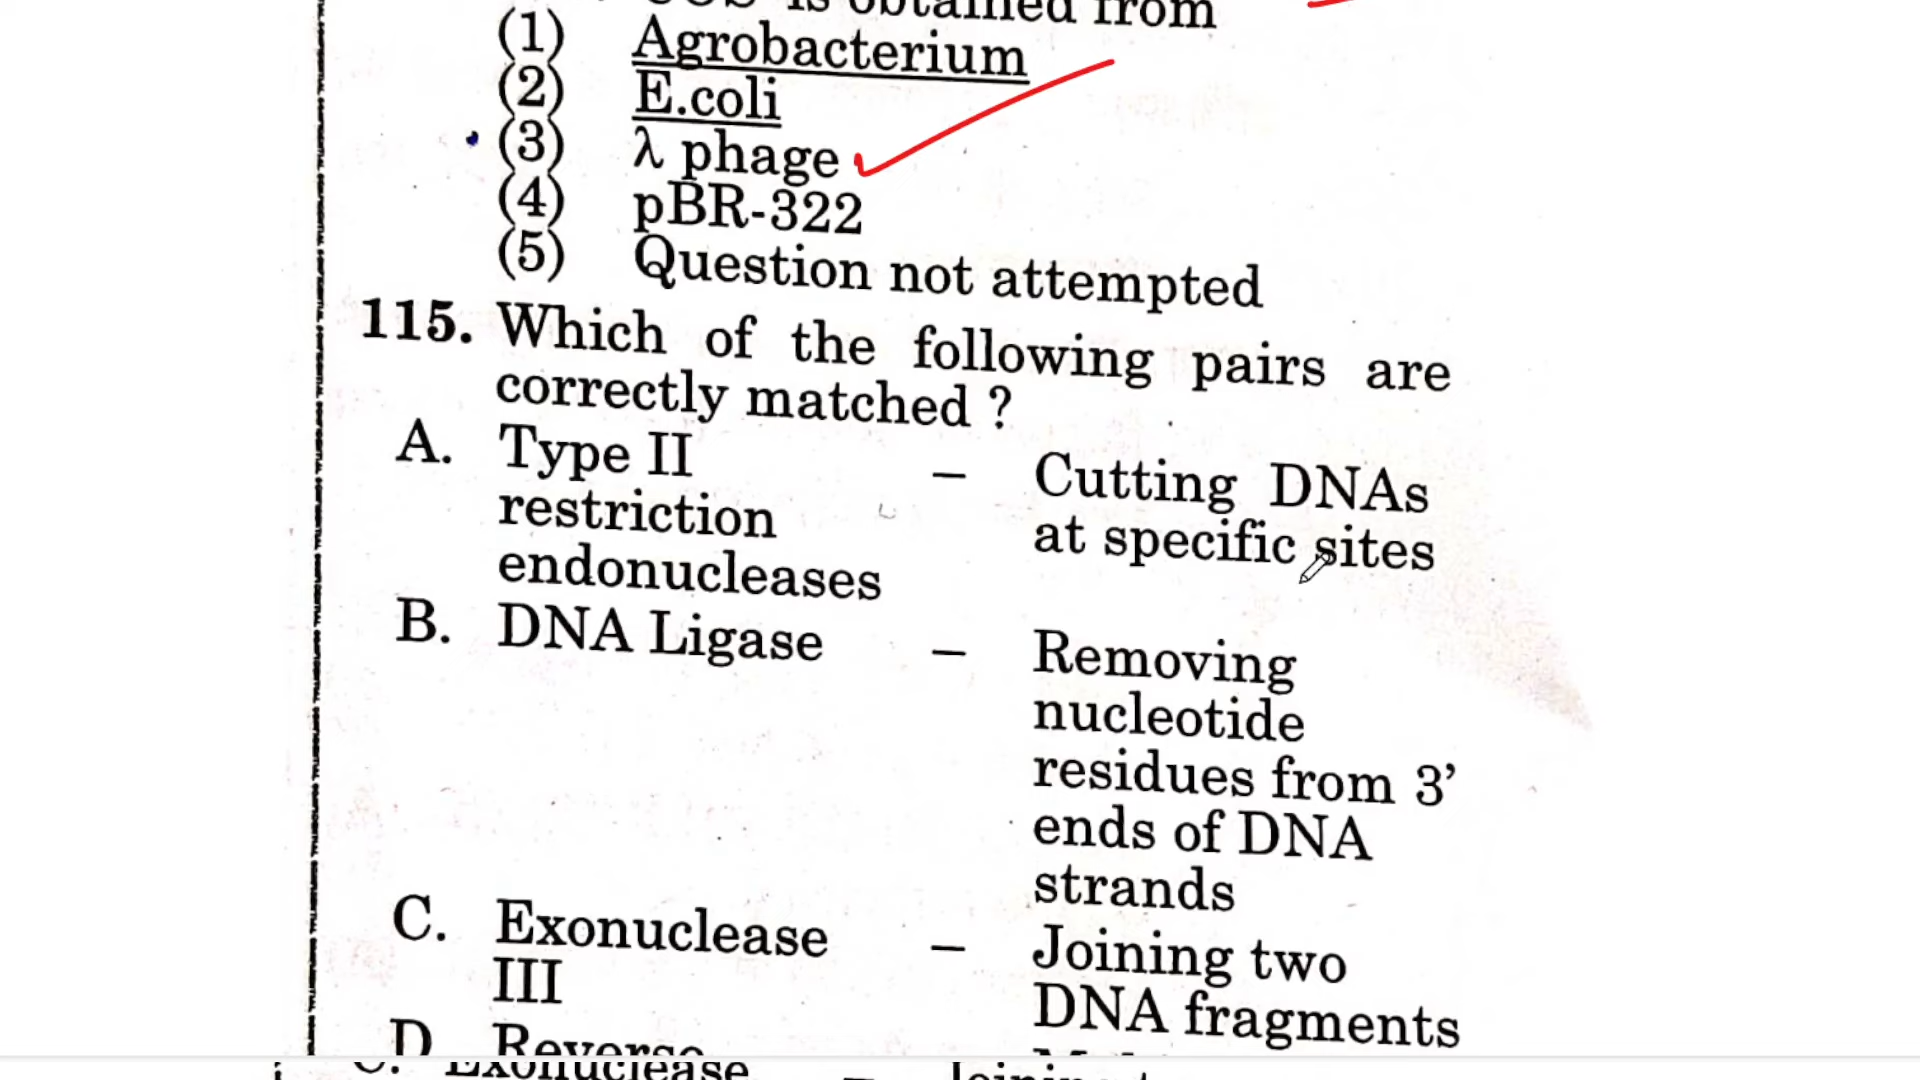 is obtained from
(1) Agrobacterium
(2) E.coli
(3) λ phage
(4) pBR-322
(5) Question not attempted
115. Which of the following pairs are
correctly matched ?
A. Type II – Cutting DNAs
restriction at specific sites
endonucleases
B. DNA Ligase – Removing
nucleotide
residues from 3’
ends of DNA
strands
C. Exonuclease – Joining two
III DNA fragments
D Reverse
C. Exonuclease – Joining